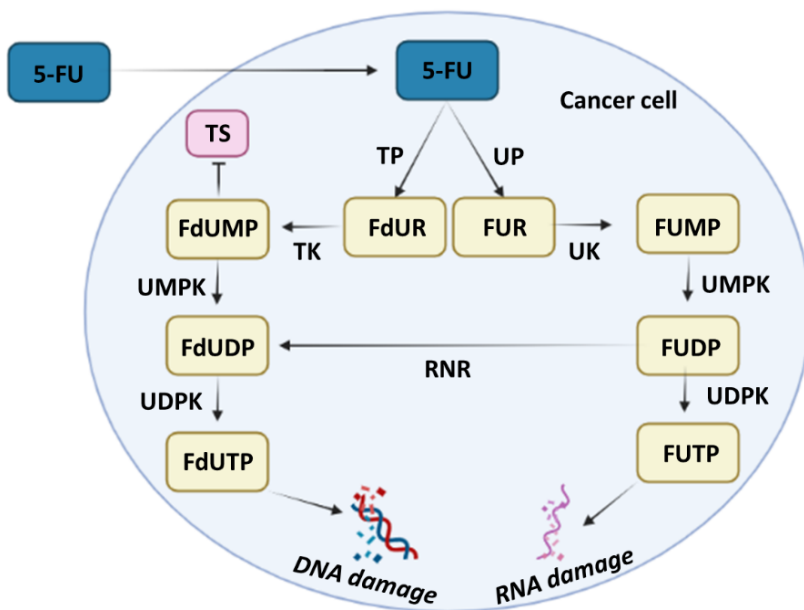 5-FU
5-FU
Cancer cell
TS
TP
UP
FdUMP
TK
FdUR
FUR
UK
FUMP
UMPK
UMPK
FdUDP
RNR
FUDP
UDPK
UDPK
FdUTP
FUTP
DNA damage
RNA damage